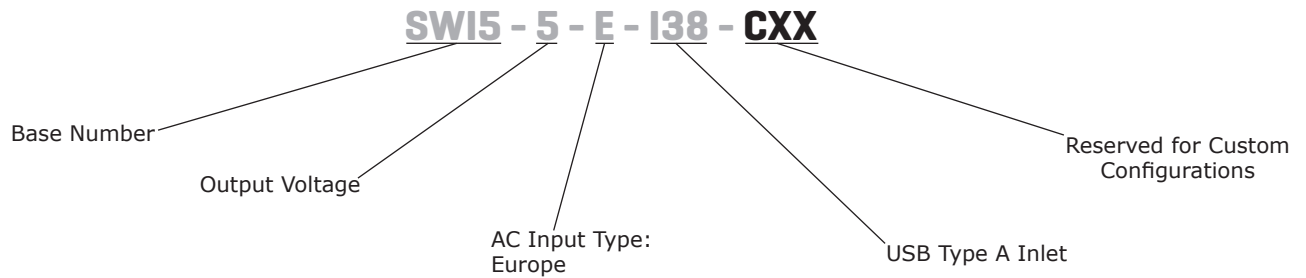 SWI5 - 5 - E - I38 - CXX
Base Number
Output Voltage
AC Input Type:
Europe
USB Type A Inlet
Reserved for Custom
Configurations